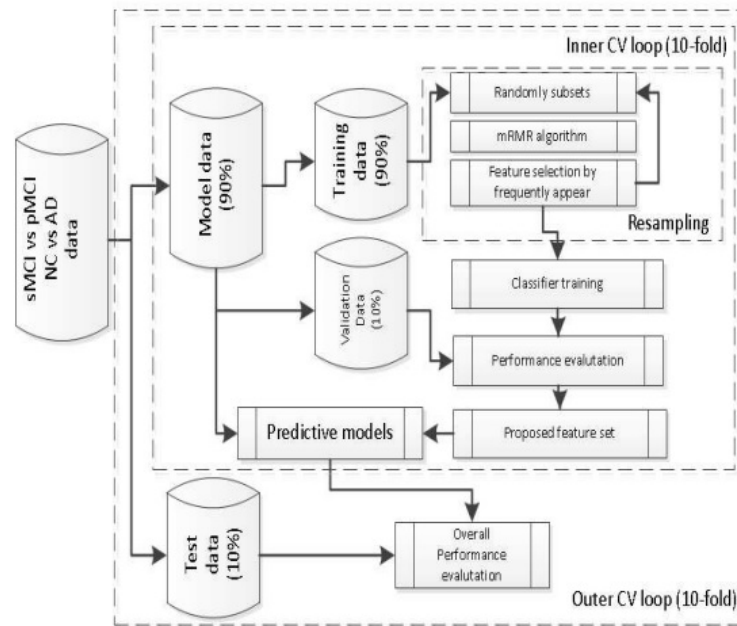 Inner CV loop (10-fold)
Randomly subsets
mRMR algorithm
Feature selection by
frequently appear
Resampling
Training
data
(90%)
Model data
(90%)
sMCI vs pMCI
NC vs AD
data
Validation
Data
(10%)
Classifier training
Performance evalutation
Proposed feature set
Predictive models
Test
data
(10%)
Overall
Performance
evalutation
Outer CV loop (10-fold)